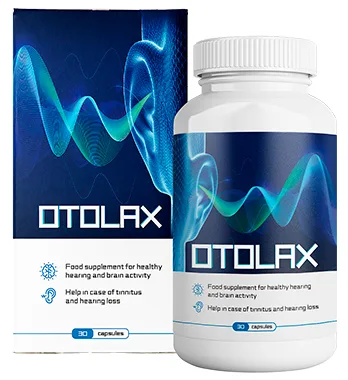 OTOLAX
Food supplement for healthy
hearing and brain activity
Help in case of tinnitus
and hearing loss
30 capsules
OTOLAX
Food supplement for healthy hearing
and brain activity
Help in case of tinnitus and hearing loss
30 capsules